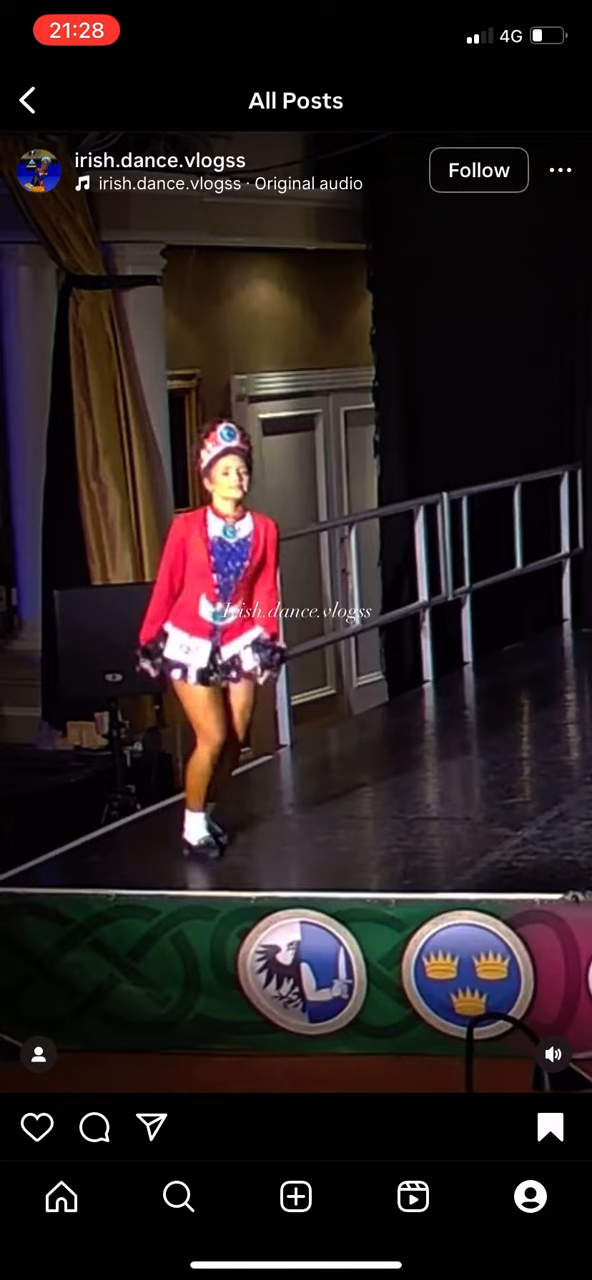 21:28
4G
All Posts
irish.dance.vlogss
irish.dance.vlogss · Original audio
Follow
Irish.dance.vlogss